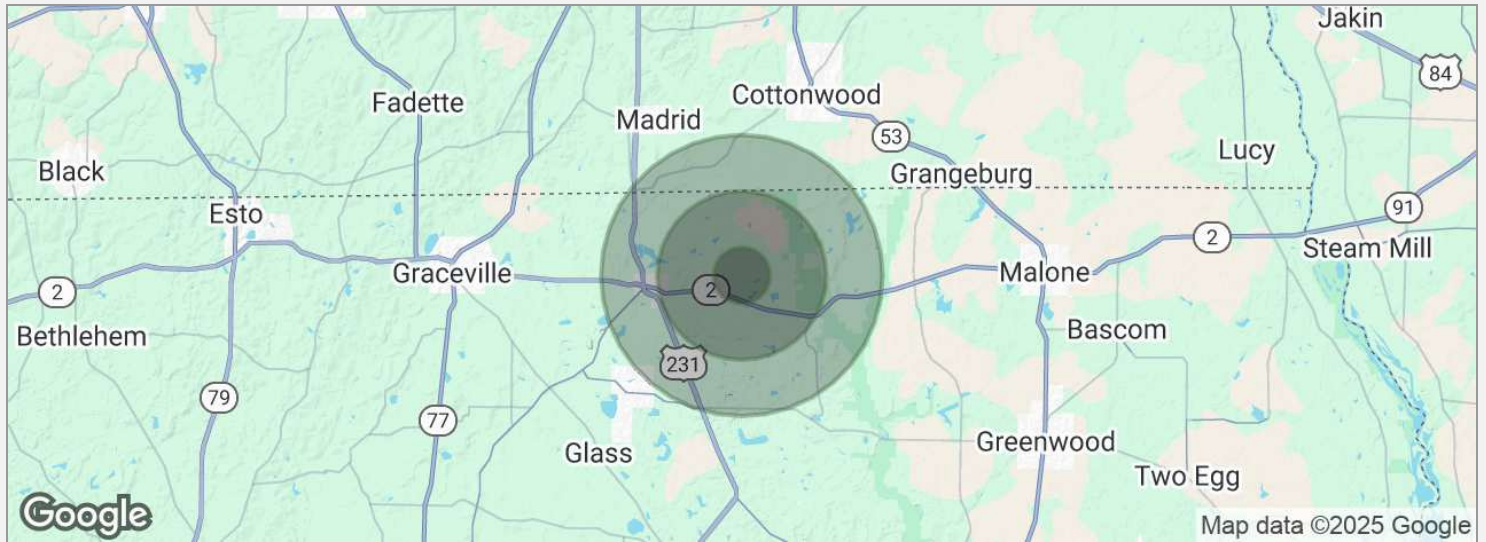 Jakin
84
Fadette
Cottonwood
Madrid
53
Lucy
Black
Grangeburg
91
Esto
2
Steam Mill
Graceville
Malone
2
2
Bethlehem
Bascom
231
79
77
Greenwood
Glass
Two Egg
Google
Map data ©2025 Google